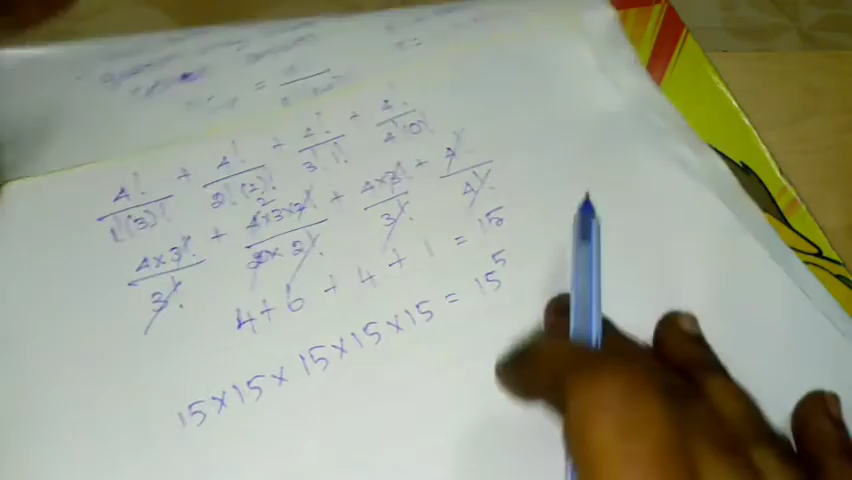 4!/1!(3)! + 4!/2!(2)! + 4!/3!1! + 4!/4!0!
4×3!/3! + 4×3×2!/2×2! + 4×3!/3! + 4!/4!
4+6+4+1 = 15
15×15×15×15×15 = 15⁵